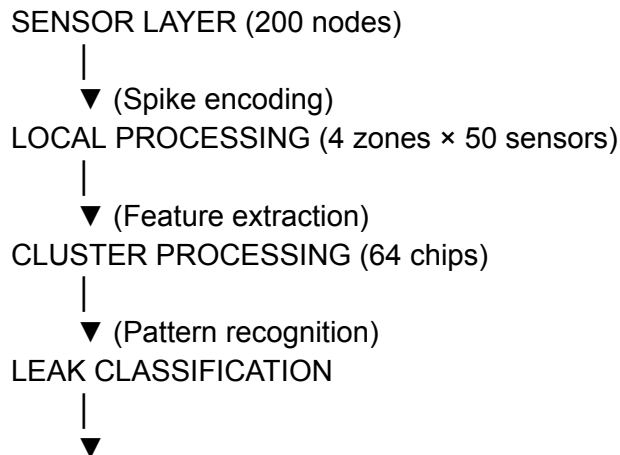 SENSOR LAYER (200 nodes)
│
▼ (Spike encoding)
LOCAL PROCESSING (4 zones × 50 sensors)
│
▼ (Feature extraction)
CLUSTER PROCESSING (64 chips)
│
▼ (Pattern recognition)
LEAK CLASSIFICATION
│
▼